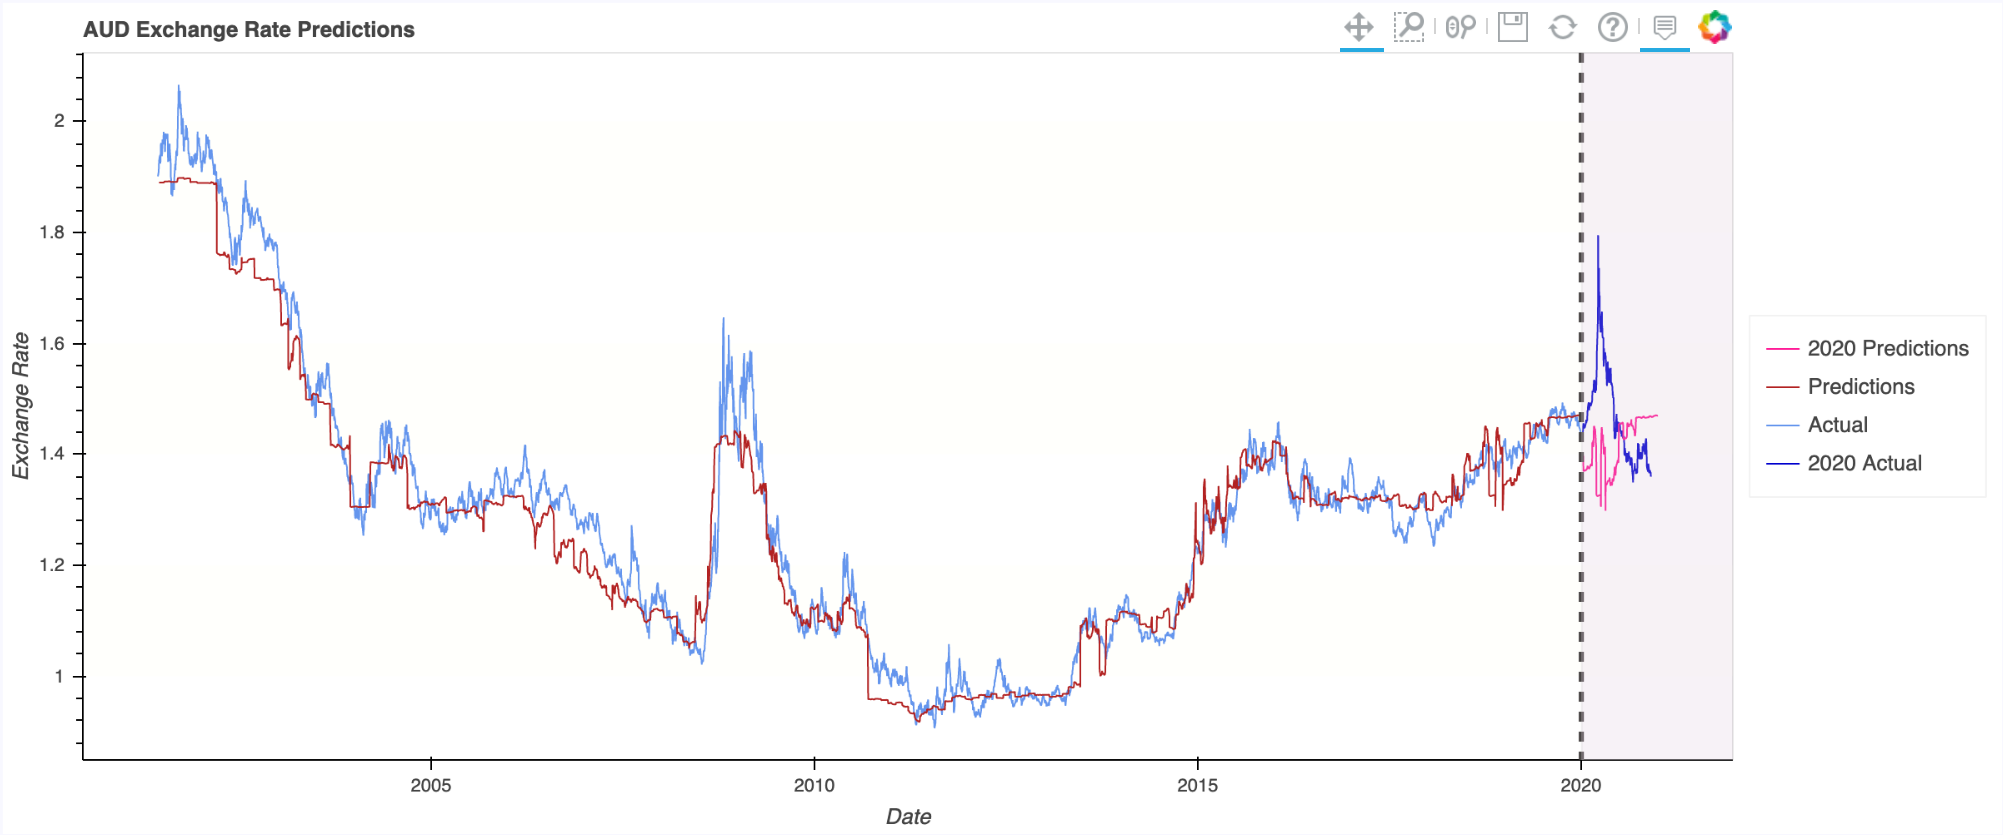 AUD Exchange Rate Predictions
2
1.8
1.6
1.4
1.2
1
Exchange Rate
2005
2010
2015
2020
Date
2020 Predictions
Predictions
Actual
2020 Actual